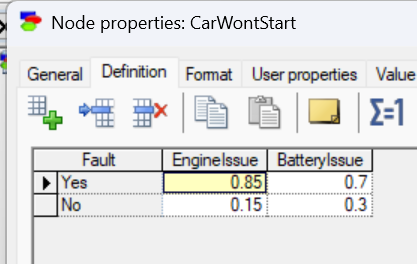 Node properties: CarWontStart
General Definition Format User properties Value
Σ=1
Fault EngineIssue BatteryIssue
Yes 0.85 0.7
No 0.15 0.3